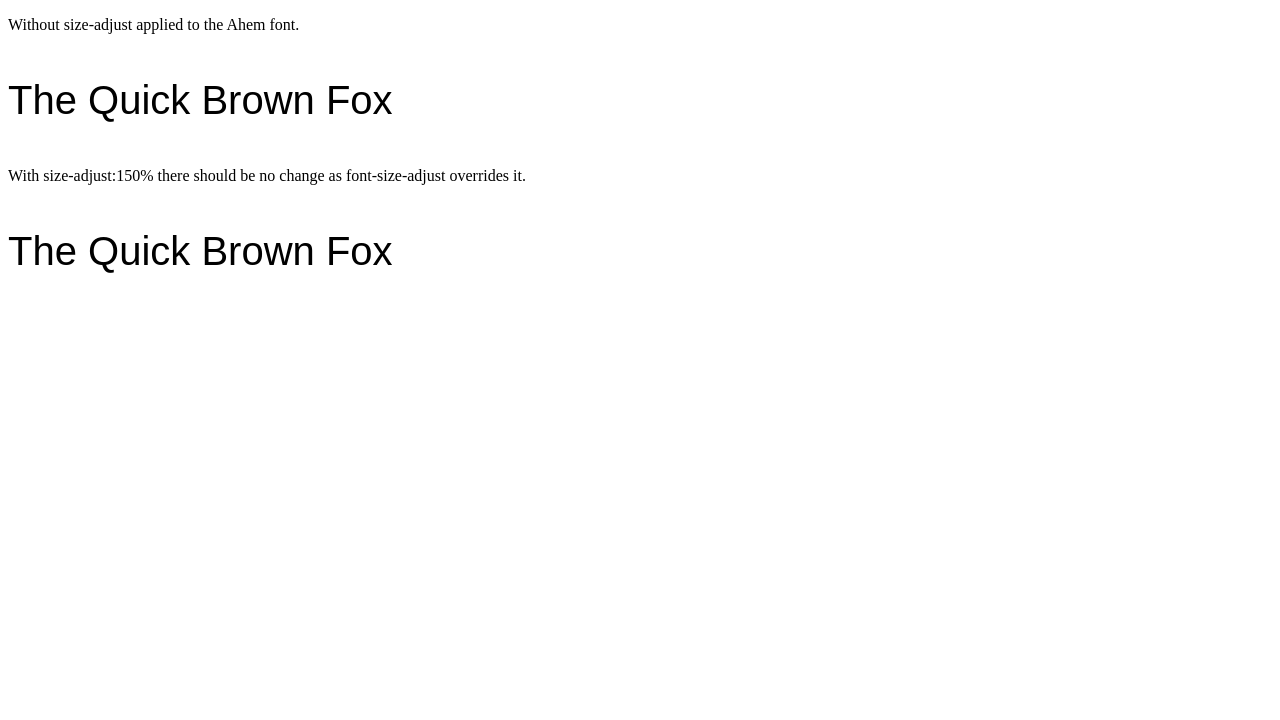 Without size-adjust applied to the Ahem font.
The Quick Brown Fox
With size-adjust:150% there should be no change as font-size-adjust overrides it.
The Quick Brown Fox